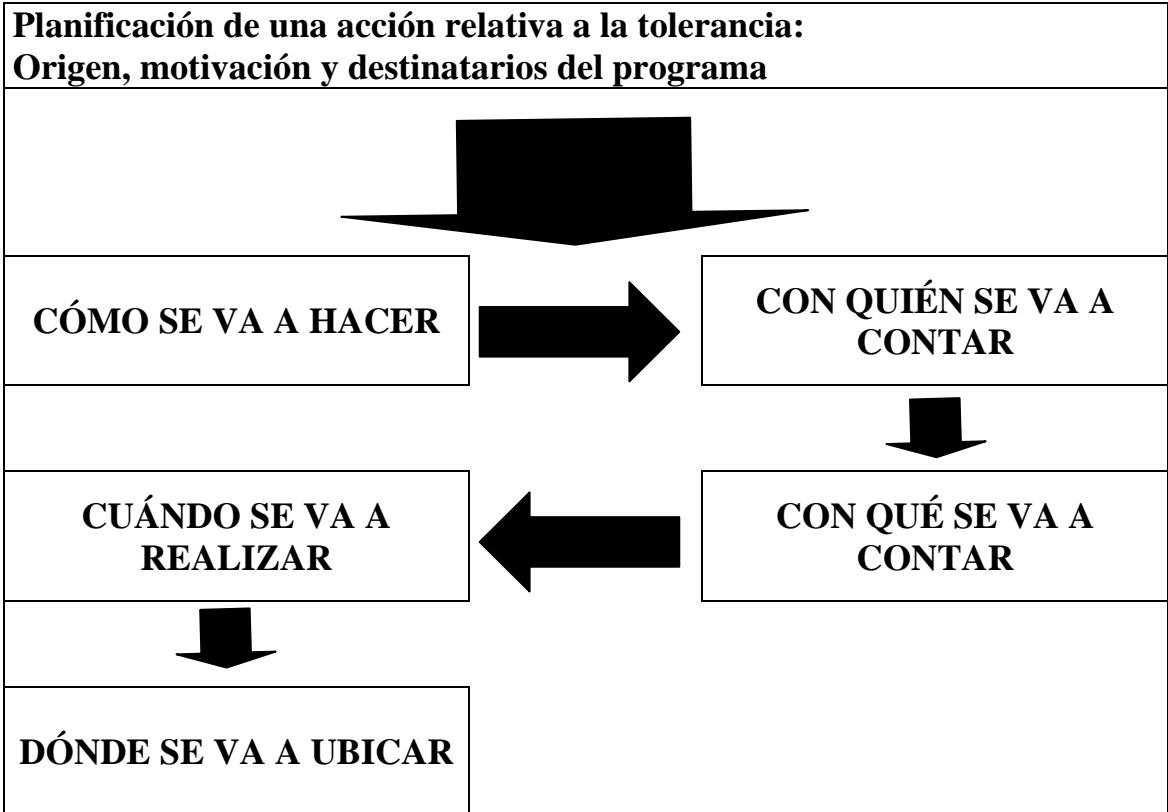 Planificación de una acción relativa a la tolerancia:
Origen, motivación y destinatarios del programa
CÓMO SE VA A HACER
CON QUIÉN SE VA A
CONTAR
CON QUÉ SE VA A
CONTAR
CUÁNDO SE VA A
REALIZAR
DÓNDE SE VA A UBICAR